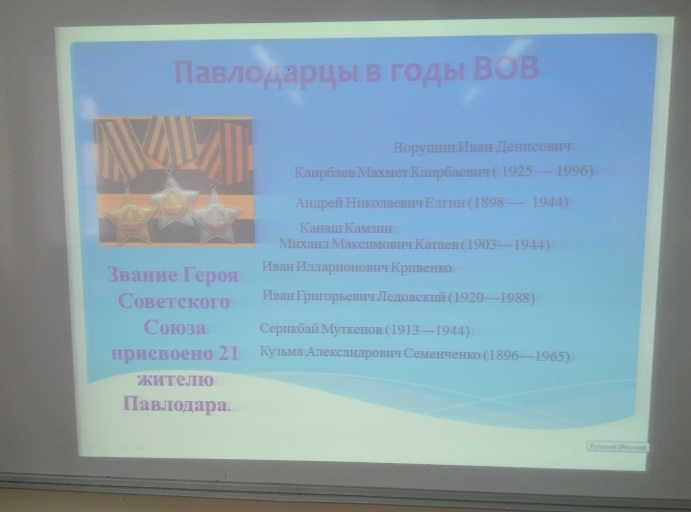 Павлодарцы в годы ВОВ
Ворушин Иван Денисович
Каирбаев Махмет Каирбаевич ( 1925 — 1996)
Андрей Николаевич Елгин (1898 — 1944)
Канаш Камзин
Михаил Максимович Катаев (1903—1944)
Иван Илларионович Кривенко
Иван Григорьевич Ледовский (1920—1988)
Серикбай Муткенов (1913—1944)
Кузьма Александрович Семенченко (1896—1965)
Звание Героя
Советского
Союза
присвоено 21
жителю
Павлодара.